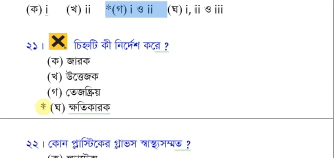 (ক) i (খ) ii *(গ) i ও ii (ঘ) i, ii ও iii
২১। চিহ্নটি কী নির্দেশ করে ?
(ক) জারক
(খ) উত্তেজক
(গ) তেজস্ক্রিয়
* (ঘ) ক্ষতিকারক
২২। কোন প্লাস্টিকের গ্লাভস স্বাস্থ্যসম্মত ?